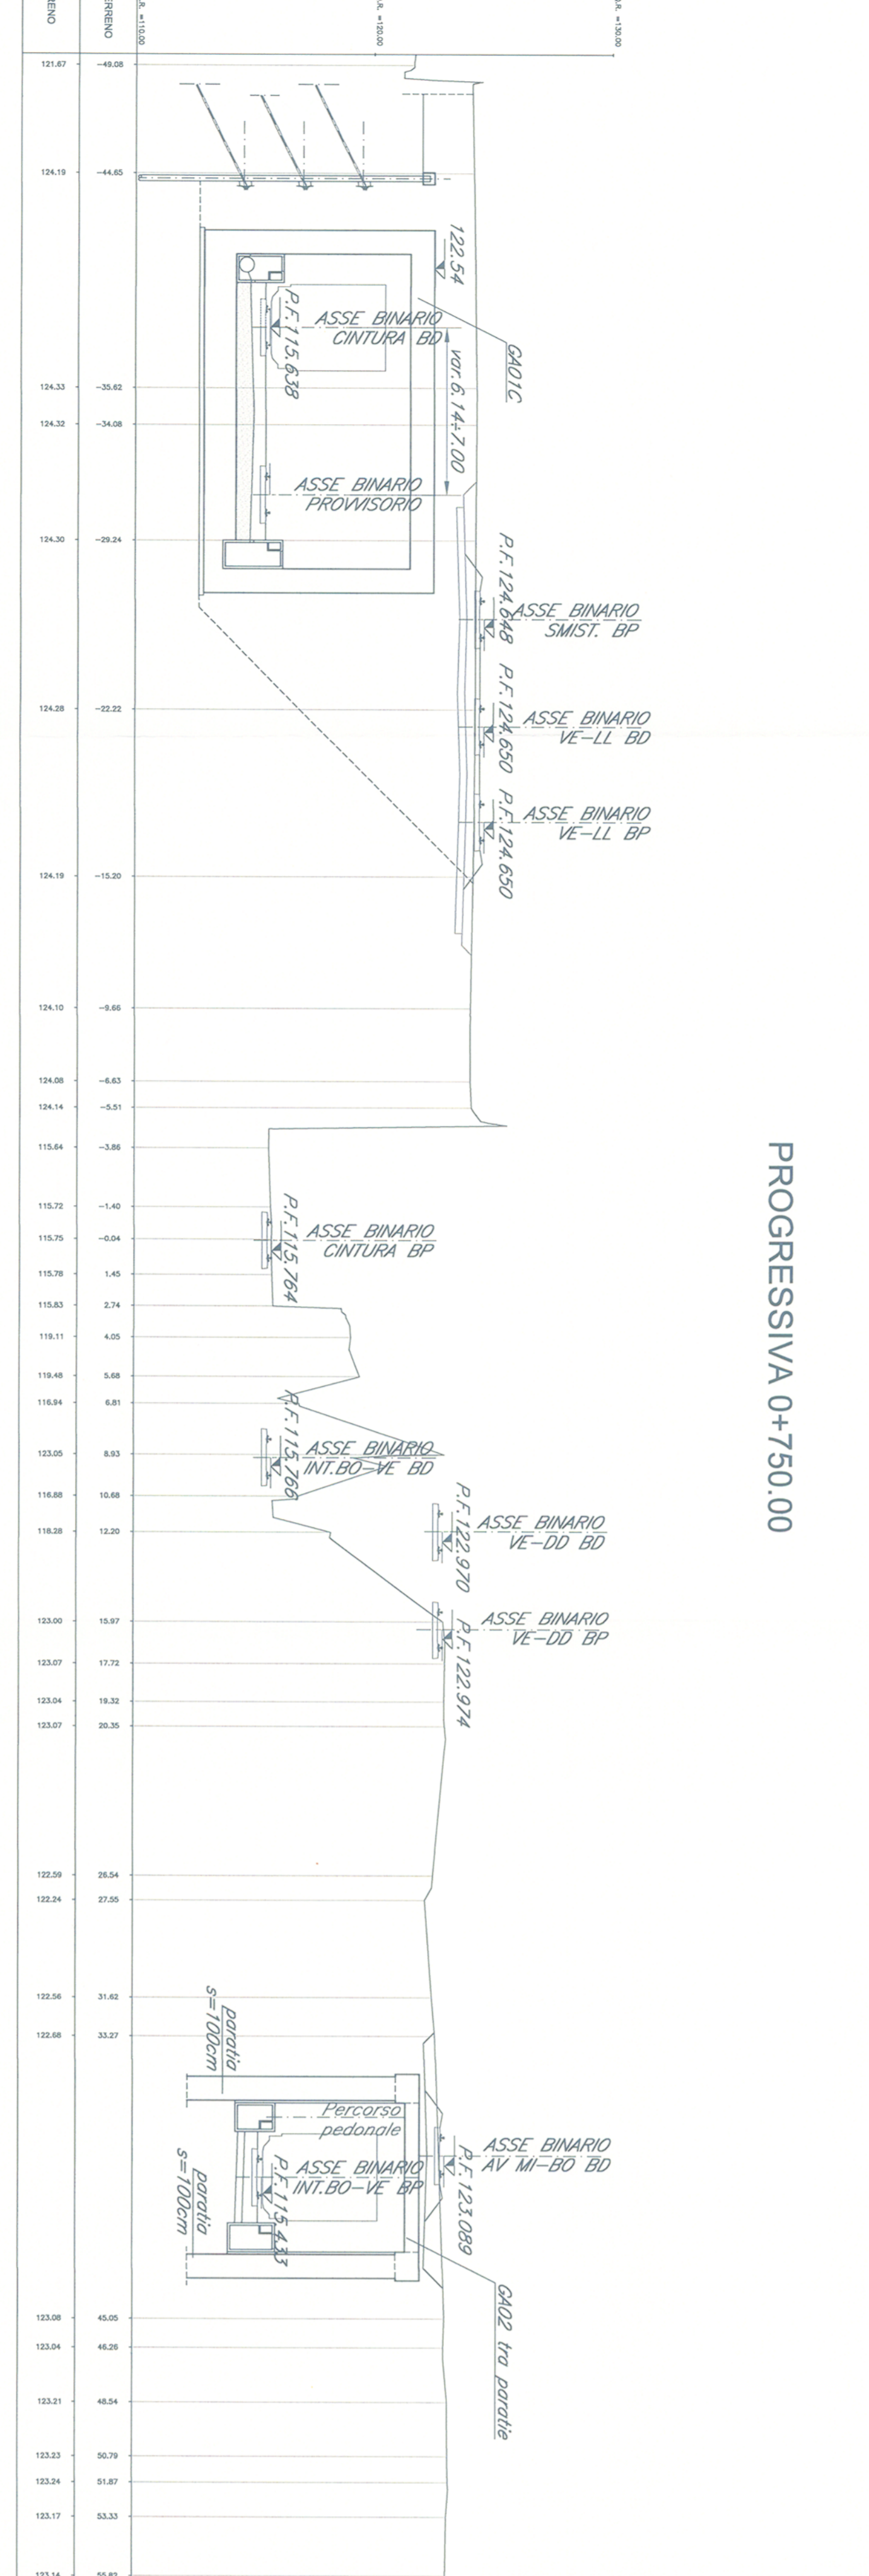 PROGRESSIVA 0+750.00
=130.00
=120.00
=110.00
122.54
GA01C
ASSE BINARIO
CINTURA BD
P.F.115.638
var.6.14÷7.00
ASSE BINARIO
PROVVISORIO
ASSE BINARIO
SMIST. BP
P.F.124.648
ASSE BINARIO
VE-LL BD
P.F.124.650
ASSE BINARIO
VE-LL BP
P.F.124.650
ASSE BINARIO
CINTURA BP
P.F.115.764
ASSE BINARIO
INT.BO-VE BD
P.F.115.766
ASSE BINARIO
VE-DD BD
P.F.122.970
ASSE BINARIO
VE-DD BP
P.F.122.974
paratia
s=100cm
Percorso
pedonale
ASSE BINARIO
INT.BO-VE BP
P.F.115.433
ASSE BINARIO
AV MI-BO BD
P.F.123.089
paratia
s=100cm
GA02 tra paratie
-49.08
-44.65
-35.62
-34.08
-29.24
-22.22
-15.20
-9.66
-6.63
-5.51
-3.86
-1.40
-0.04
1.45
2.74
4.05
5.68
6.81
8.93
10.68
12.20
15.97
17.72
19.32
20.35
26.54
27.55
31.62
33.27
45.05
46.26
48.54
50.79
51.87
53.33
121.67
124.19
124.33
124.32
124.30
124.28
124.19
124.10
124.08
124.14
115.64
115.72
115.75
115.78
115.83
119.11
119.48
116.94
123.05
116.88
118.28
123.00
123.07
123.04
123.07
122.59
122.24
122.56
122.68
123.08
123.04
123.21
123.23
123.24
123.17